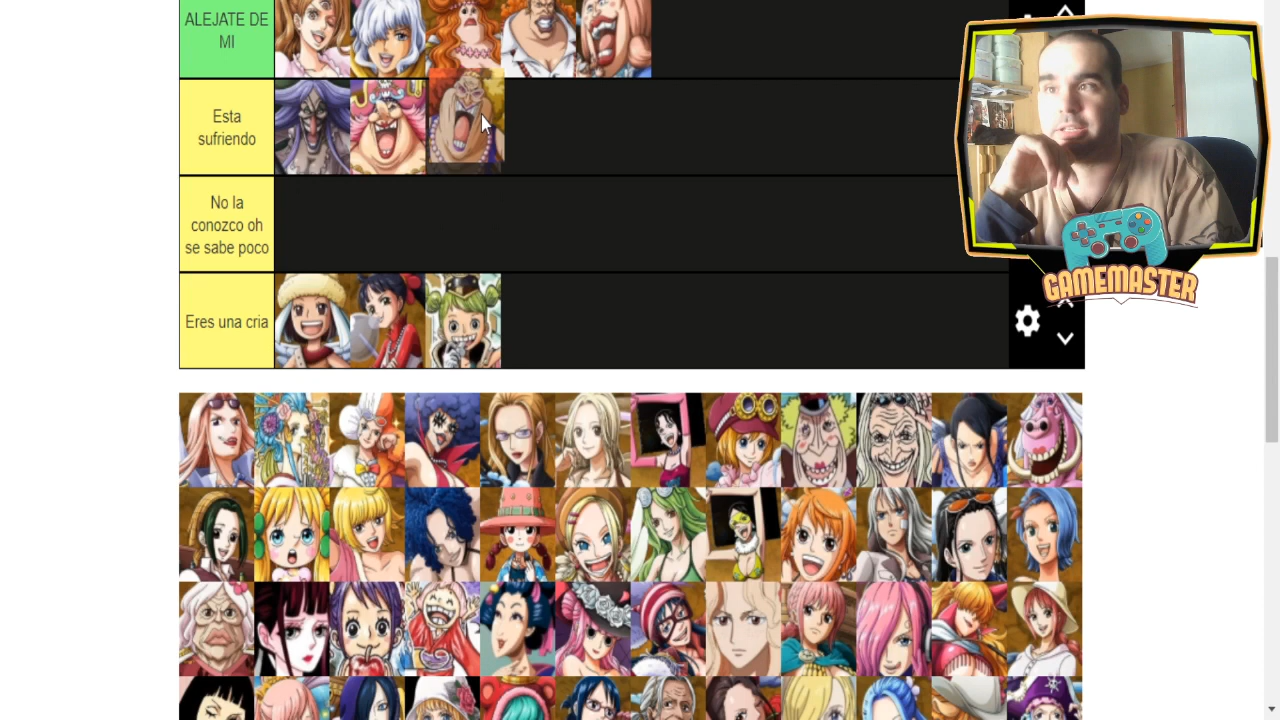 ALEJATE DE
MI
Esta
sufriendo
No la
conozco oh
se sabe poco
Eres una cria
GAMEMASTER